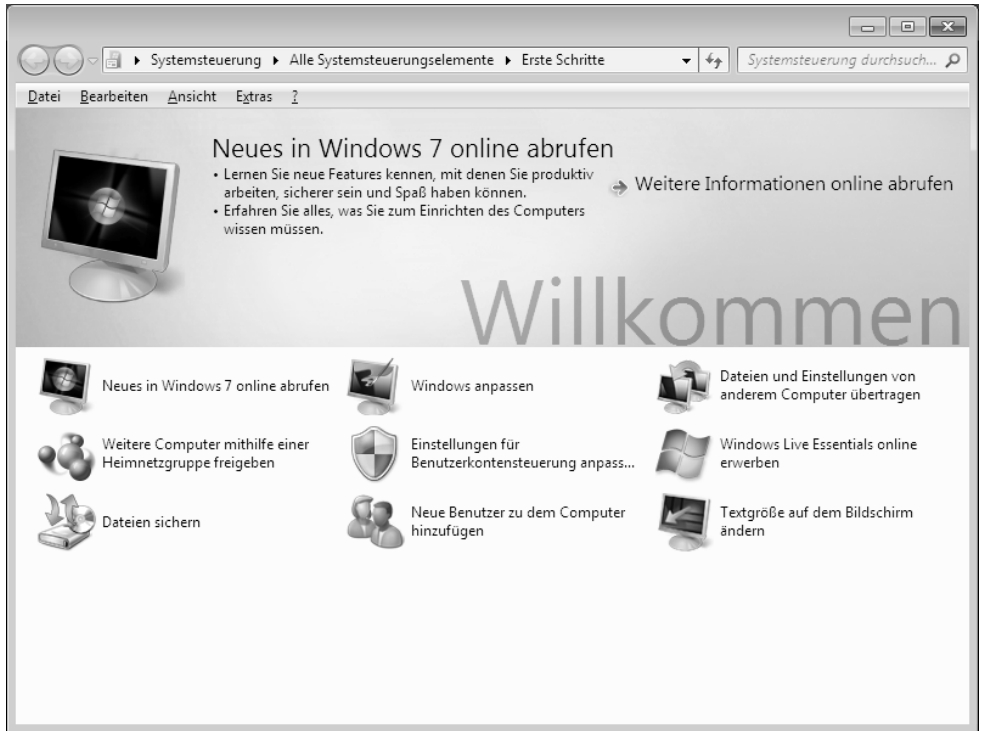 Systemsteuerung ▸ Alle Systemsteuerungselemente ▸ Erste Schritte
Systemsteuerung durchsuch...
Datei Bearbeiten Ansicht Extras ?
Neues in Windows 7 online abrufen
• Lernen Sie neue Features kennen, mit denen Sie produktiv
arbeiten, sicherer sein und Spaß haben können.
• Erfahren Sie alles, was Sie zum Einrichten des Computers
wissen müssen.
Weitere Informationen online abrufen
Willkommen
Neues in Windows 7 online abrufen
Windows anpassen
Dateien und Einstellungen von
anderem Computer übertragen
Weitere Computer mithilfe einer
Heimnetzgruppe freigeben
Einstellungen für
Benutzerkontensteuerung anpass...
Windows Live Essentials online
erwerben
Dateien sichern
Neue Benutzer zu dem Computer
hinzufügen
Textgröße auf dem Bildschirm
ändern